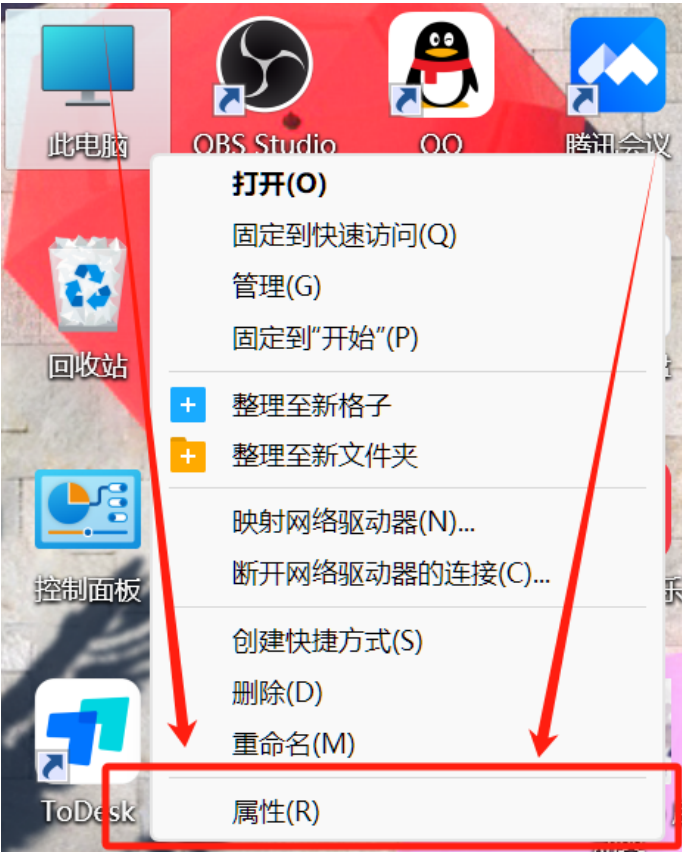 此电脑
OBS Studio
QQ
腾讯会议
打开(O)
固定到快速访问(Q)
管理(G)
固定到“开始”(P)
回收站
整理至新格子
整理至新文件夹
映射网络驱动器(N)...
断开网络驱动器的连接(C)...
控制面板
创建快捷方式(S)
删除(D)
重命名(M)
ToDesk
属性(R)